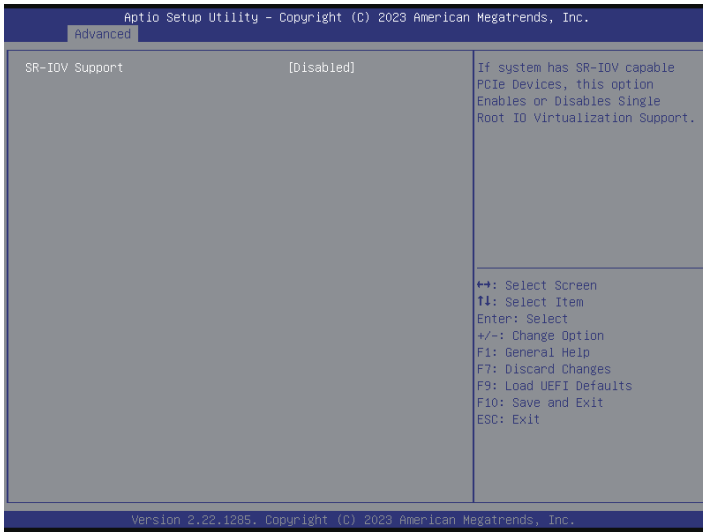 Aptio Setup Utility – Copyright (C) 2023 American Megatrends, Inc.
Advanced
SR-IOV Support [Disabled]
If system has SR-IOV capable
PCIe Devices, this option
Enables or Disables Single
Root IO Virtualization Support.
↔: Select Screen
↑↓: Select Item
Enter: Select
+/-: Change Option
F1: General Help
F7: Discard Changes
F9: Load UEFI Defaults
F10: Save and Exit
ESC: Exit
Version 2.22.1285. Copyright (C) 2023 American Megatrends, Inc.